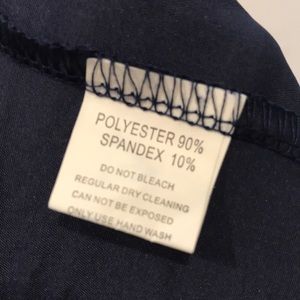 POLYESTER 90%
SPANDEX 10%
DO NOT BLEACH
REGULAR DRY CLEANING
CAN NOT BE EXPOSED
ONLY USE HAND WASH